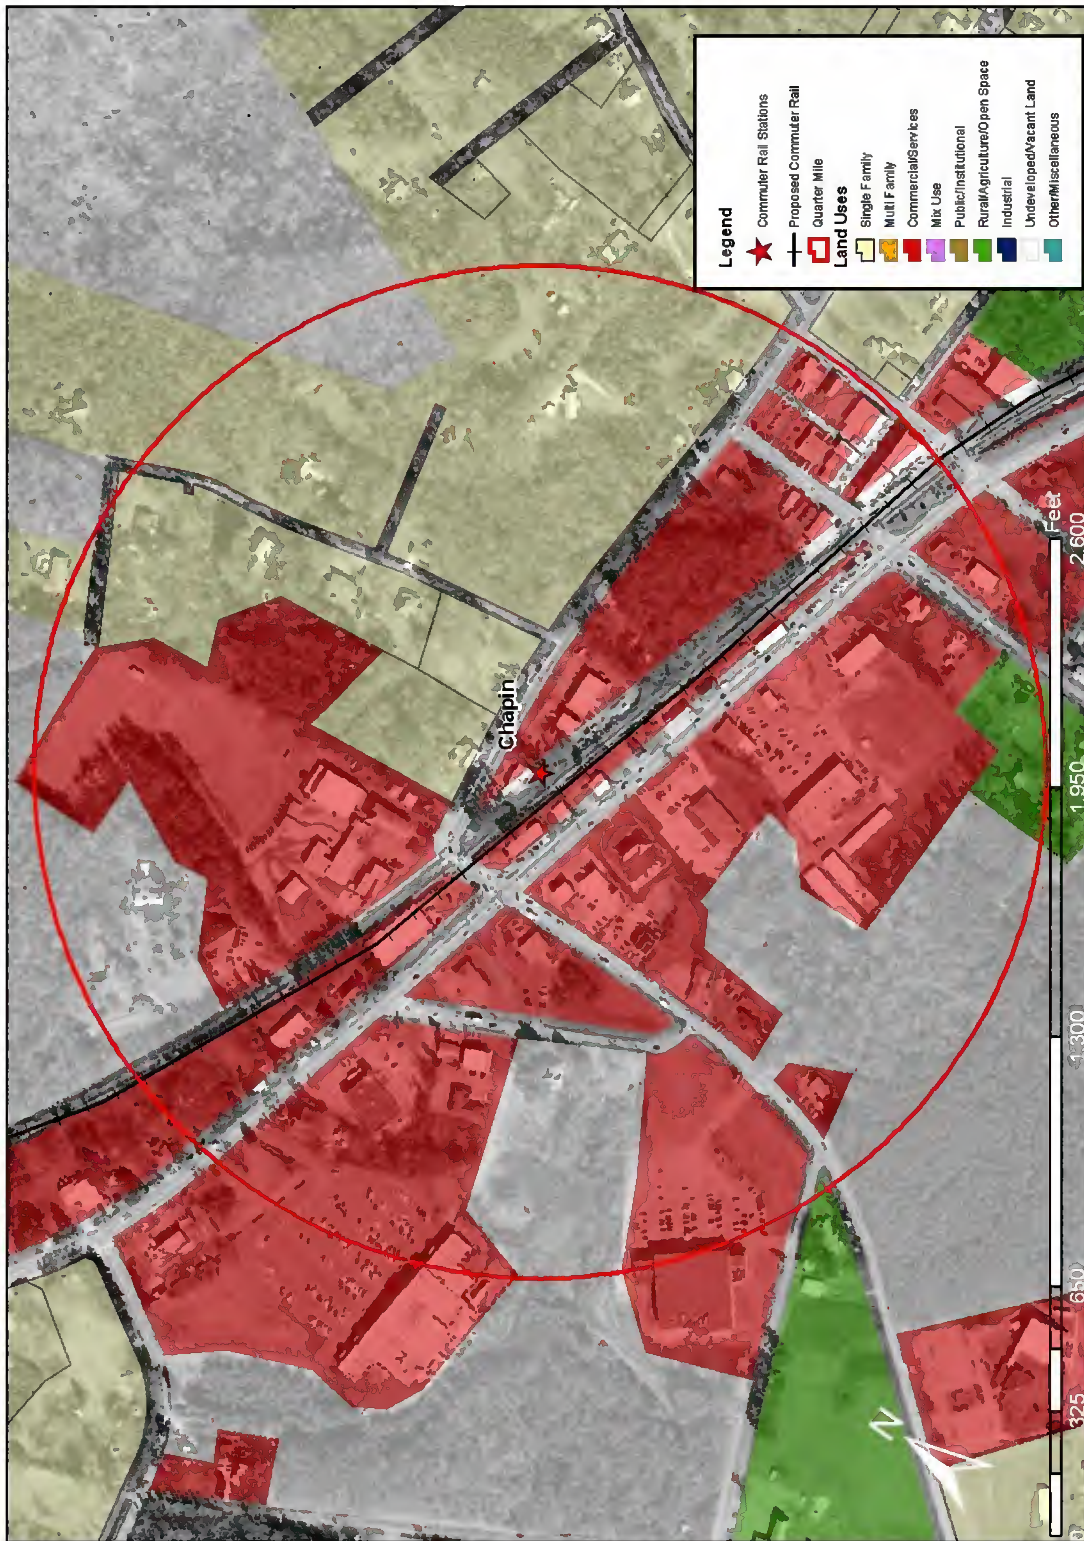 Legend
Commuter Rail Stations
Proposed Commuter Rail
Quarter Mile
Land Uses
Single Family
Multi Family
Commercial/Services
Mix Use
Public/Institutional
Rural/Agriculture/Open Space
Industrial
Undeveloped/Vacant Land
Other/Miscellaneous
Chapin
N
0 325 650 1,300 1,950 2,600
Feet